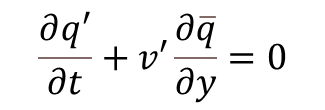 ∂q′/∂t + v′ ∂q̅/∂y = 0